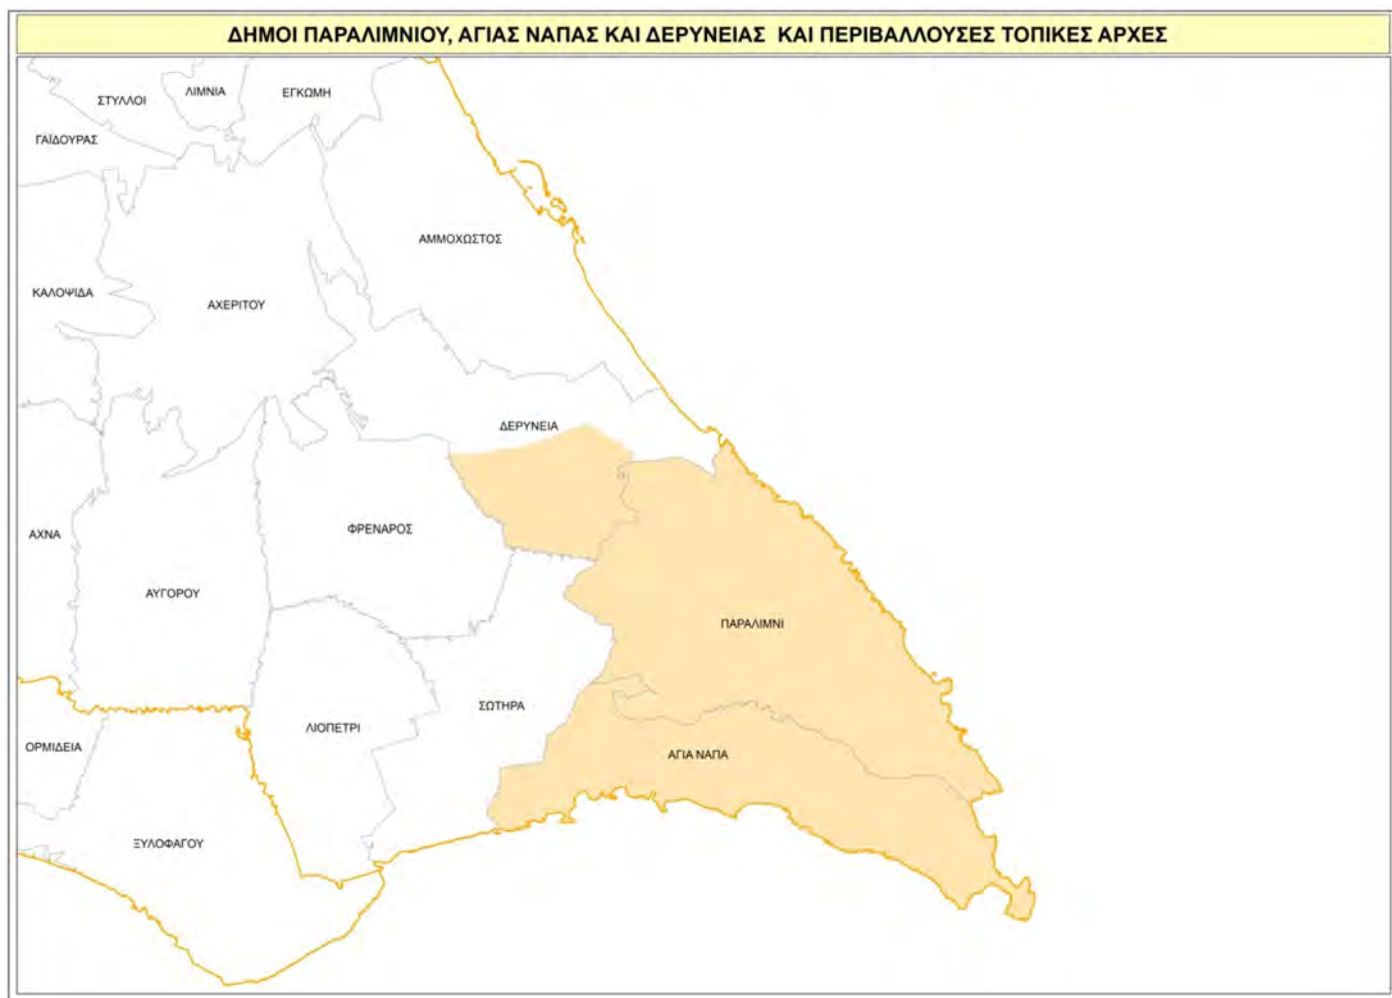 ΔΗΜΟΙ ΠΑΡΑΛΙΜΝΙΟΥ, ΑΓΙΑΣ ΝΑΠΑΣ ΚΑΙ ΔΕΡΥΝΕΙΑΣ ΚΑΙ ΠΕΡΙΒΑΛΛΟΥΣΕΣ ΤΟΠΙΚΕΣ ΑΡΧΕΣ
ΣΤΥΛΛΟΙ
ΛΙΜΝΙΑ
ΕΓΚΩΜΗ
ΓΑΪΔΟΥΡΑΣ
ΑΜΜΟΧΩΣΤΟΣ
ΚΑΛΟΨΙΔΑ
ΑΧΕΡΙΤΟΥ
ΔΕΡΥΝΕΙΑ
ΑΧΝΑ
ΦΡΕΝΑΡΟΣ
ΑΥΓΟΡΟΥ
ΠΑΡΑΛΙΜΝΙ
ΣΩΤΗΡΑ
ΛΙΟΠΕΤΡΙ
ΟΡΜΙΔΕΙΑ
ΑΓΙΑ ΝΑΠΑ
ΞΥΛΟΦΑΓΟΥ